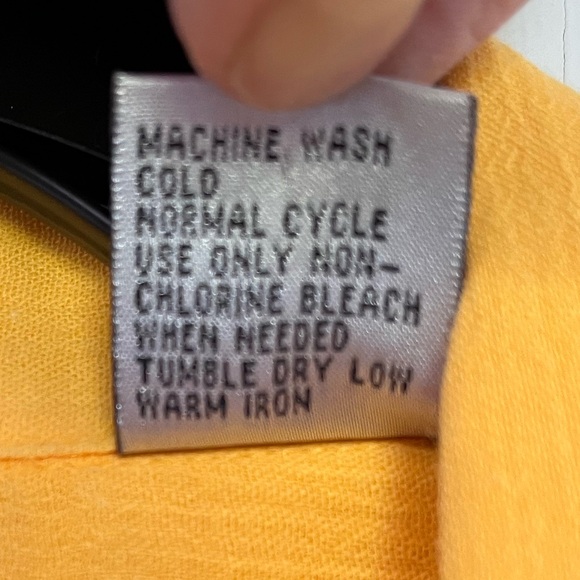 MACHINE WASH
COLD
NORMAL CYCLE
USE ONLY NON-
CHLORINE BLEACH
WHEN NEEDED
TUMBLE DRY LOW
WARM IRON